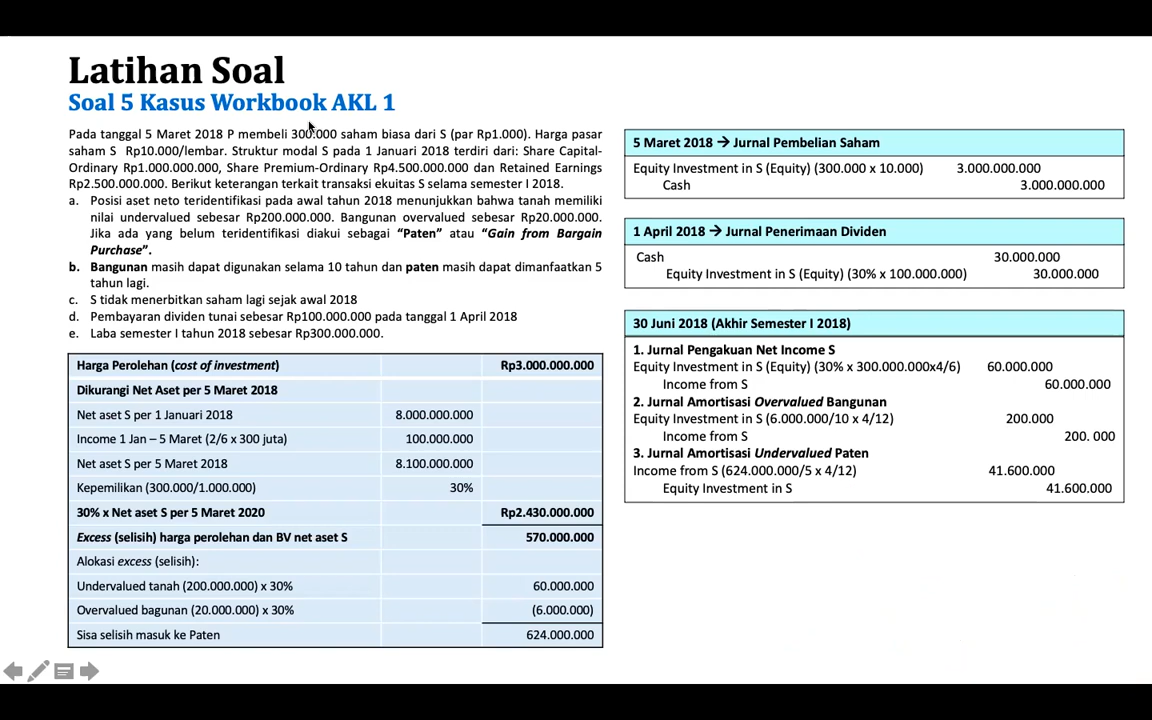 Latihan Soal
Soal 5 Kasus Workbook AKL 1
Pada tanggal 5 Maret 2018 P membeli 300.000 saham biasa dari S (par Rp1.000). Harga pasar
saham S Rp10.000/lembar. Struktur modal S pada 1 Januari 2018 terdiri dari: Share Capital-
Ordinary Rp1.000.000.000, Share Premium-Ordinary Rp4.500.000.000 dan Retained Earnings
Rp2.500.000.000. Berikut keterangan terkait transaksi ekuitas S selama semester I 2018.
a. Posisi aset neto teridentifikasi pada awal tahun 2018 menunjukkan bahwa tanah memiliki
nilai undervalued sebesar Rp200.000.000. Bangunan overvalued sebesar Rp20.000.000.
Jika ada yang belum teridentifikasi diakui sebagai “Paten” atau “Gain from Bargain
Purchase”.
b. Bangunan masih dapat digunakan selama 10 tahun dan paten masih dapat dimanfaatkan 5
tahun lagi.
c. S tidak menerbitkan saham lagi sejak awal 2018
d. Pembayaran dividen tunai sebesar Rp100.000.000 pada tanggal 1 April 2018
e. Laba semester I tahun 2018 sebesar Rp300.000.000.
Harga Perolehan (cost of investment) Rp3.000.000.000
Dikurangi Net Aset per 5 Maret 2018
Net aset S per 1 Januari 2018 8.000.000.000
Income 1 Jan – 5 Maret (2/6 x 300 juta) 100.000.000
Net aset S per 5 Maret 2018 8.100.000.000
Kepemilikan (300.000/1.000.000) 30%
30% x Net aset S per 5 Maret 2020 Rp2.430.000.000
Excess (selisih) harga perolehan dan BV net aset S 570.000.000
Alokasi excess (selisih):
Undervalued tanah (200.000.000) x 30% 60.000.000
Overvalued bagunan (20.000.000) x 30% (6.000.000)
Sisa selisih masuk ke Paten 624.000.000
5 Maret 2018 → Jurnal Pembelian Saham
Equity Investment in S (Equity) (300.000 x 10.000) 3.000.000.000
Cash 3.000.000.000
1 April 2018 → Jurnal Penerimaan Dividen
Cash 30.000.000
Equity Investment in S (Equity) (30% x 100.000.000) 30.000.000
30 Juni 2018 (Akhir Semester I 2018)
1. Jurnal Pengakuan Net Income S
Equity Investment in S (Equity) (30% x 300.000.000x4/6) 60.000.000
Income from S 60.000.000
2. Jurnal Amortisasi Overvalued Bangunan
Equity Investment in S (6.000.000/10 x 4/12) 200.000
Income from S 200. 000
3. Jurnal Amortisasi Undervalued Paten
Income from S (624.000.000/5 x 4/12) 41.600.000
Equity Investment in S 41.600.000